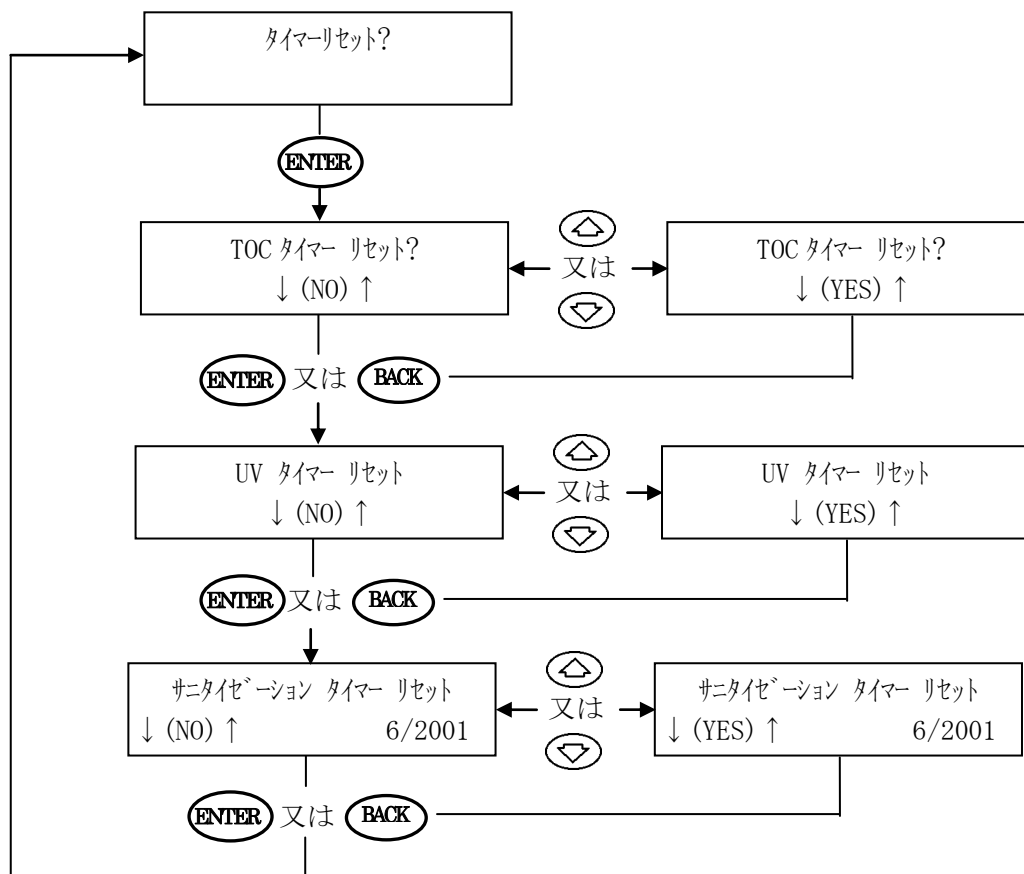 ﾀｲﾏｰﾘｾｯﾄ?
ENTER
TOC ﾀｲﾏｰ ﾘｾｯﾄ?
↓ (NO) ↑
又は
TOC ﾀｲﾏｰ ﾘｾｯﾄ?
↓ (YES) ↑
ENTER 又は BACK
UV ﾀｲﾏｰ ﾘｾｯﾄ
↓ (NO) ↑
又は
UV ﾀｲﾏｰ ﾘｾｯﾄ
↓ (YES) ↑
ENTER 又は BACK
ｻﾆﾀｲｾﾞｰｼｮﾝ ﾀｲﾏｰ ﾘｾｯﾄ
↓ (NO) ↑ 6/2001
又は
ｻﾆﾀｲｾﾞｰｼｮﾝ ﾀｲﾏｰ ﾘｾｯﾄ
↓ (YES) ↑ 6/2001
ENTER 又は BACK